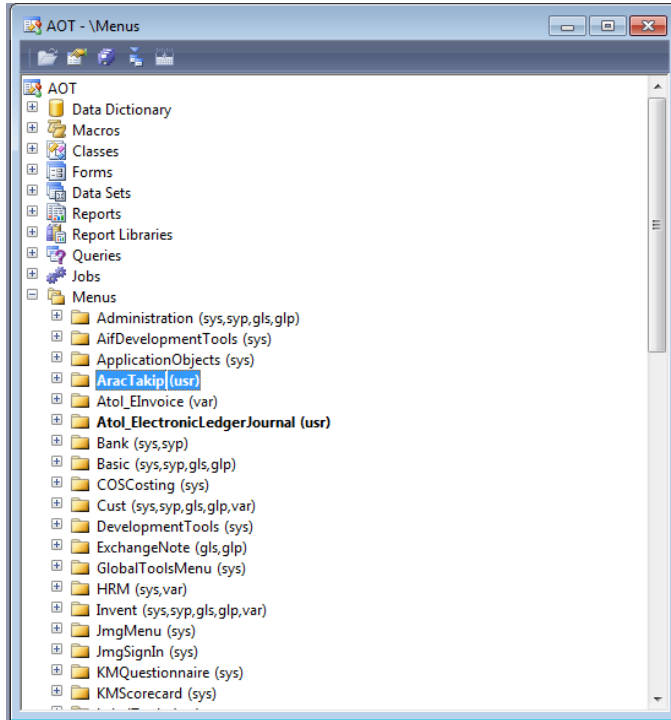 AOT - \Menus
AOT
Data Dictionary
Macros
Classes
Forms
Data Sets
Reports
Report Libraries
Queries
Jobs
Menus
Administration (sys,syp,gls,glp)
AifDevelopmentTools (sys)
ApplicationObjects (sys)
AracTakip (usr)
Atol_EInvoice (var)
Atol_ElectronicLedgerJournal (usr)
Bank (sys,syp)
Basic (sys,syp,gls,glp)
COSCosting (sys)
Cust (sys,syp,gls,glp,var)
DevelopmentTools (sys)
ExchangeNote (gls,glp)
GlobalToolsMenu (sys)
HRM (sys,var)
Invent (sys,syp,gls,glp,var)
JmgMenu (sys)
JmgSignIn (sys)
KMQuestionnaire (sys)
KMScorecard (sys)